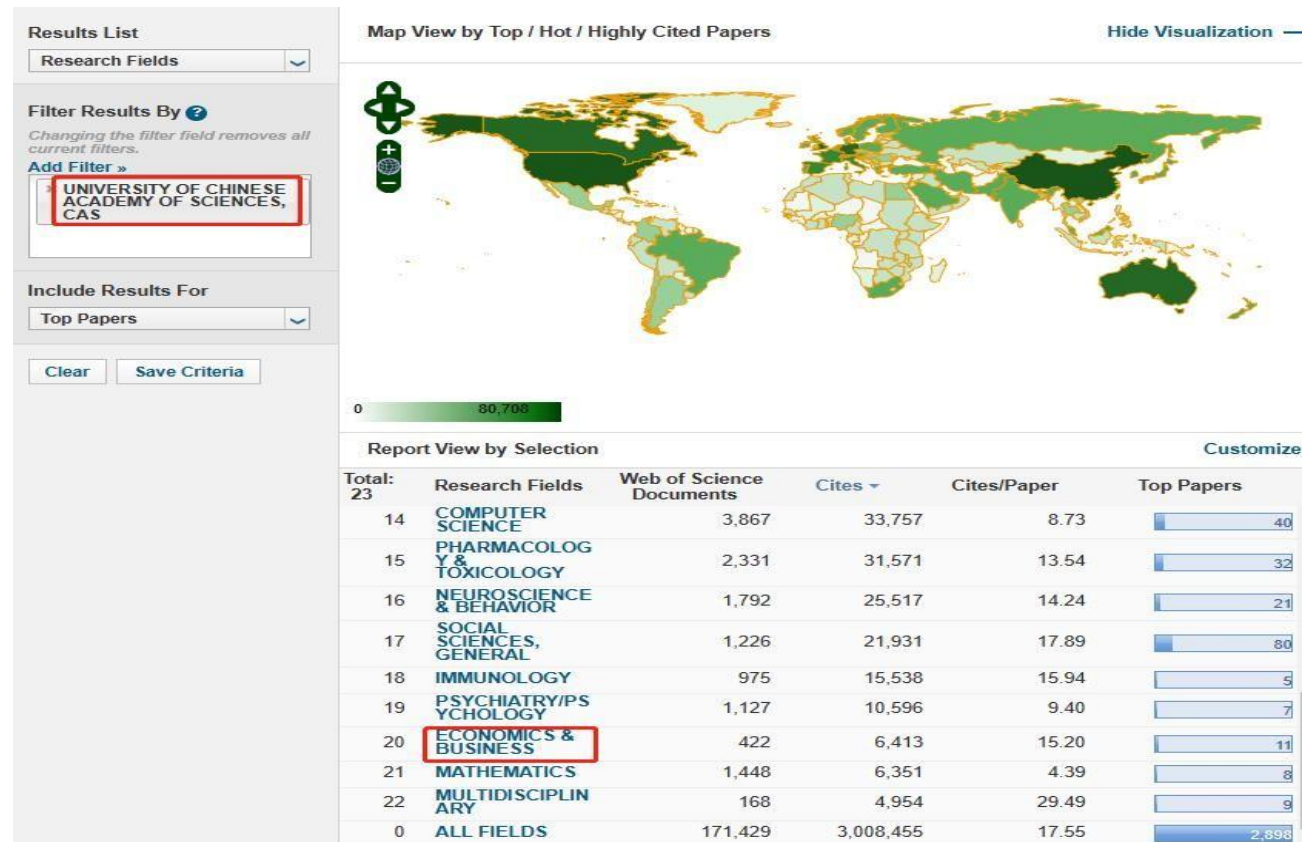 Results List
Research Fields
Filter Results By ?
Changing the filter field removes all
current filters.
Add Filter »
UNIVERSITY OF CHINESE
ACADEMY OF SCIENCES,
CAS
Include Results For
Top Papers
Clear Save Criteria
Map View by Top / Hot / Highly Cited Papers Hide Visualization —
0 80,708
Report View by Selection Customize
Total:
23 Research Fields Web of Science
Documents Cites Cites/Paper Top Papers
14 COMPUTER
SCIENCE 3,867 33,757 8.73 40
15 PHARMACOLOG
Y &
TOXICOLOGY 2,331 31,571 13.54 32
16 NEUROSCIENCE
& BEHAVIOR 1,792 25,517 14.24 21
17 SOCIAL
SCIENCES,
GENERAL 1,226 21,931 17.89 80
18 IMMUNOLOGY 975 15,538 15.94 5
19 PSYCHIATRY/PS
YCHOLOGY 1,127 10,596 9.40 7
20 ECONOMICS &
BUSINESS 422 6,413 15.20 11
21 MATHEMATICS 1,448 6,351 4.39 8
22 MULTIDISCIPLIN
ARY 168 4,954 29.49 9
0 ALL FIELDS 171,429 3,008,455 17.55 2,898